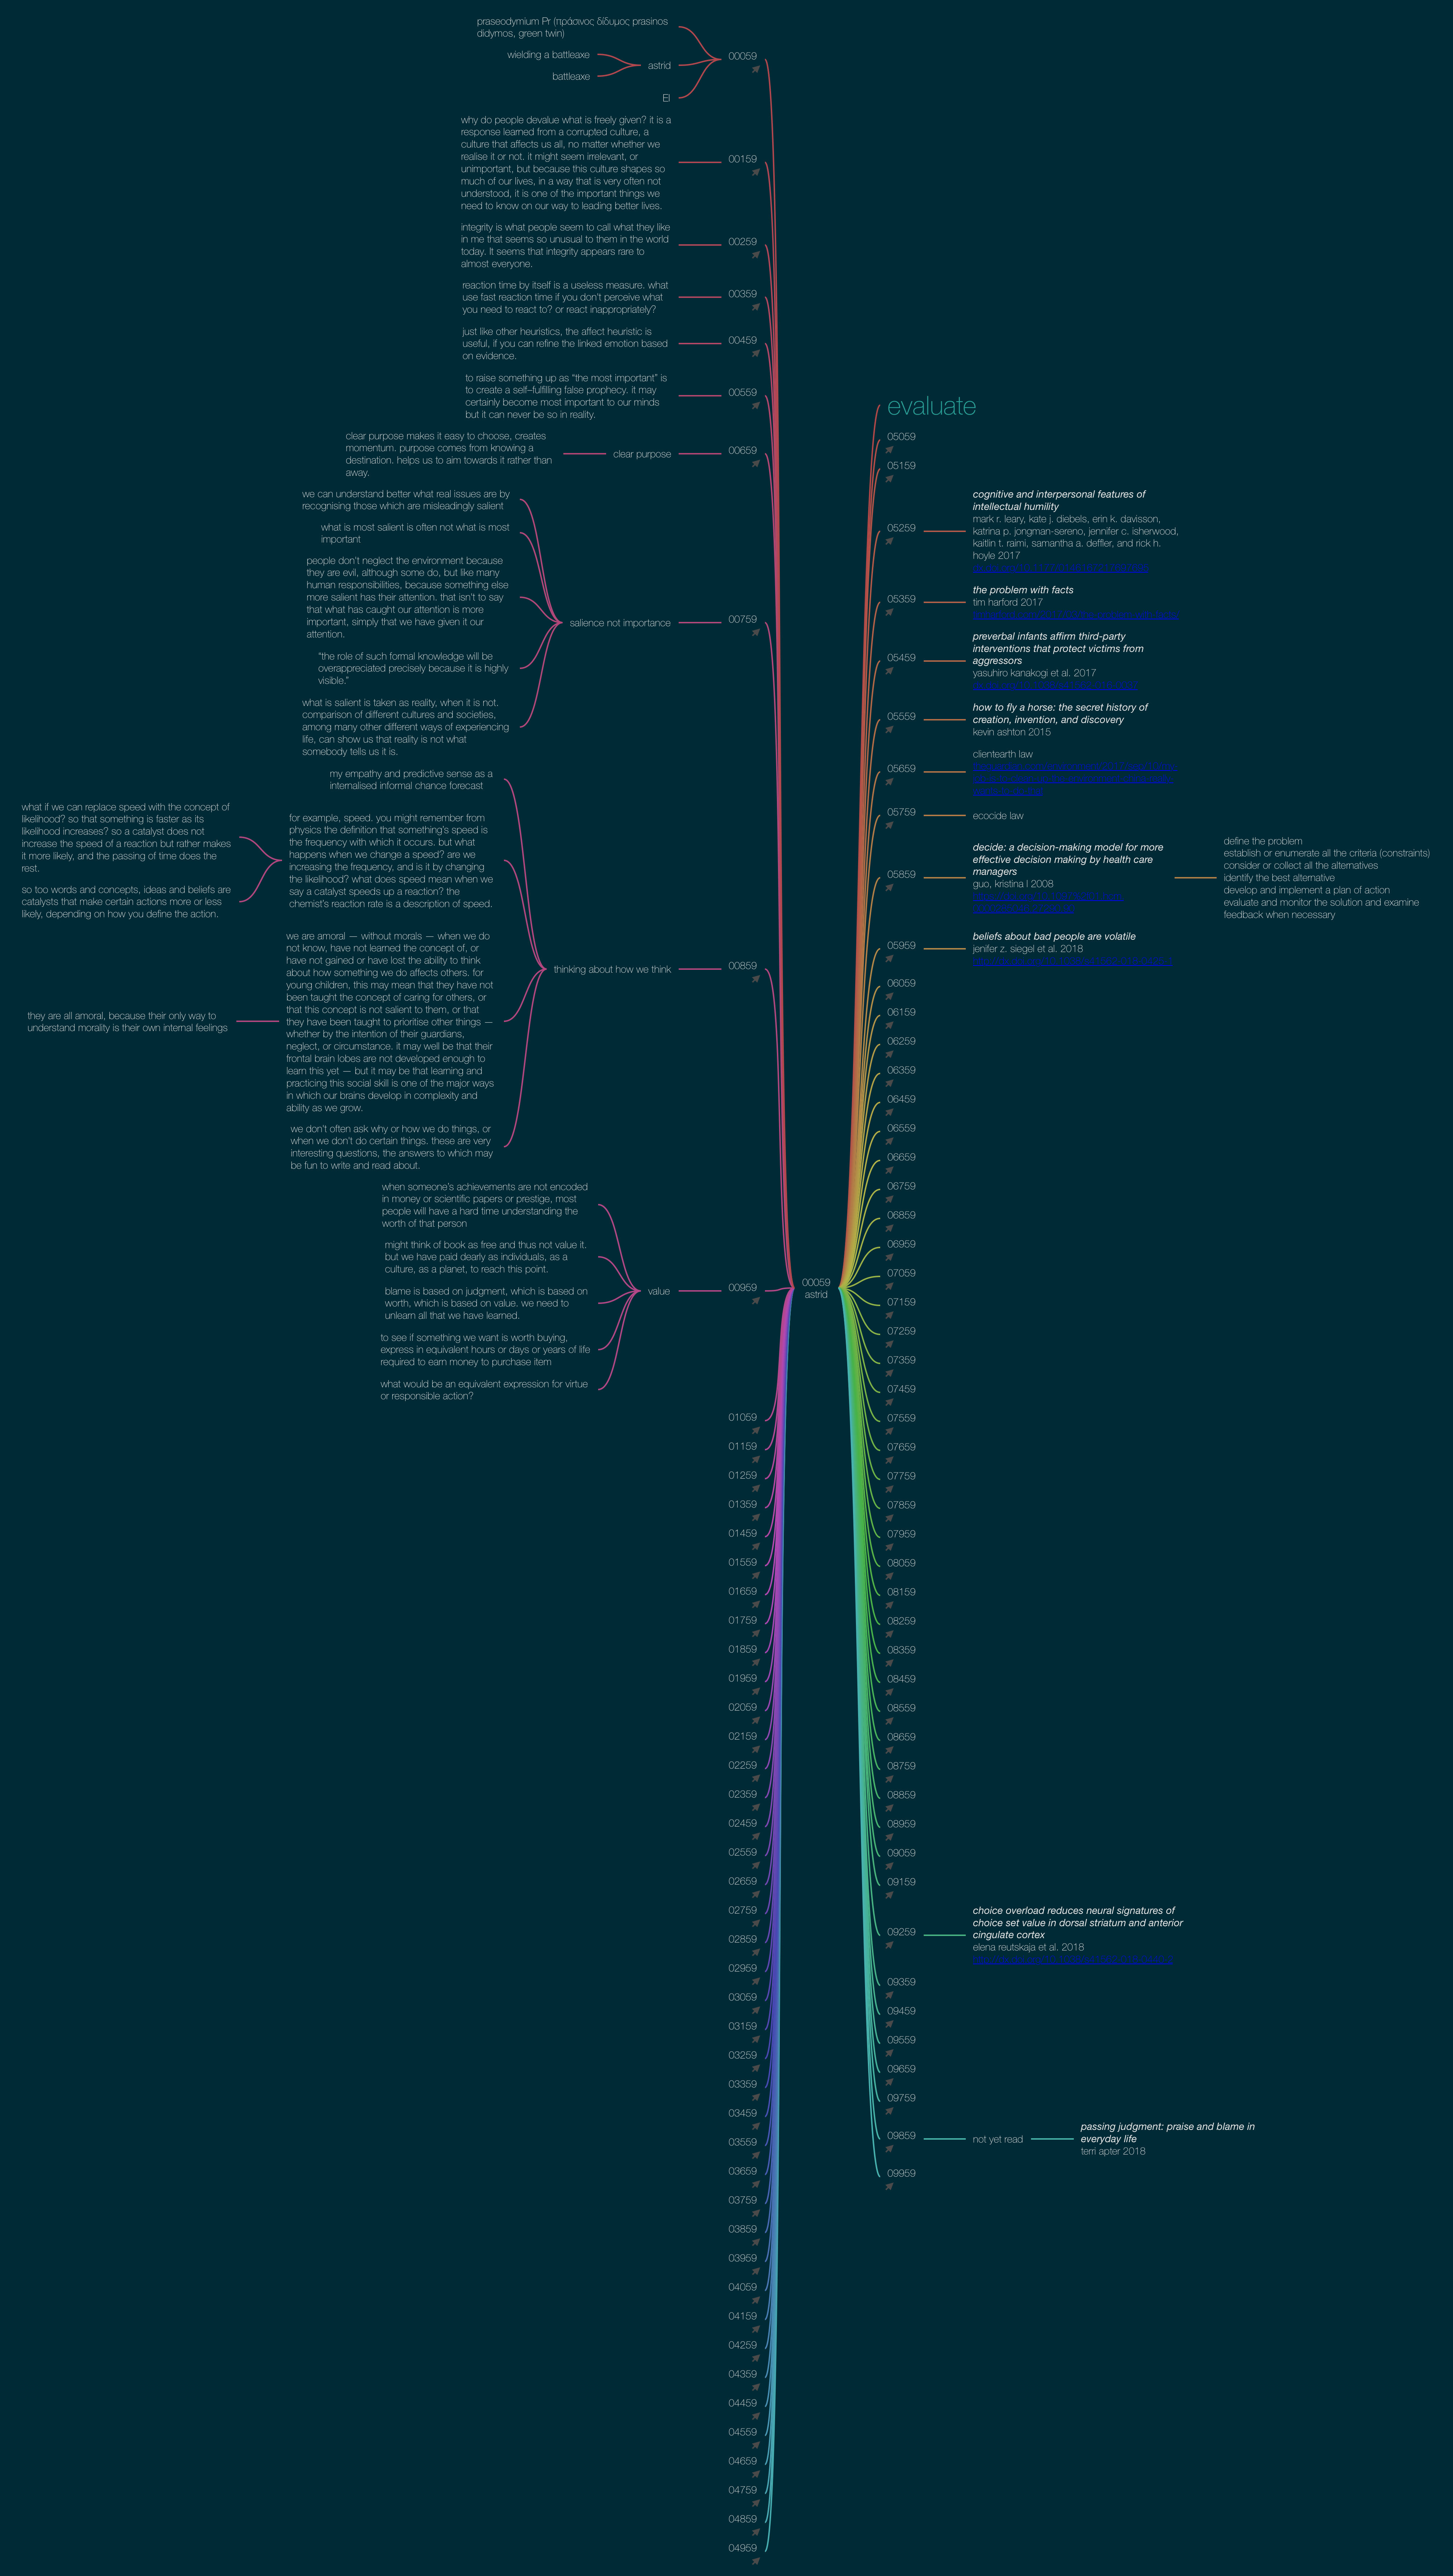 praseodymium Pr (πράσινος δίδυμος prasinos
didymos, green twin)
wielding a battleaxe
battleaxe
astrid
El
00059
why do people devalue what is freely given? it is a
response learned from a corrupted culture, a
culture that affects us all, no matter whether we
realise it or not. it might seem irrelevant, or
unimportant, but because this culture shapes so
much of our lives, in a way that is very often not
understood, it is one of the important things we
need to know on our way to leading better lives.
00159
integrity is what people seem to call what they like
in me that seems so unusual to them in the world
today. It seems that integrity appears rare to
almost everyone.
00259
reaction time by itself is a useless measure. what
use fast reaction time if you don't perceive what
you need to react to? or react inappropriately?
00359
just like other heuristics, the affect heuristic is
useful, if you can refine the linked emotion based
on evidence.
00459
to raise something up as “the most important” is
to create a self–fulfilling false prophecy. it may
certainly become most important to our minds
but it can never be so in reality.
00559
clear purpose makes it easy to choose, creates
momentum. purpose comes from knowing a
destination. helps us to aim towards it rather than
away.
clear purpose
00659
we can understand better what real issues are by
recognising those which are misleadingly salient
what is most salient is often not what is most
important
people don't neglect the environment because
they are evil, although some do, but like many
human responsibilities, because something else
more salient has their attention. that isn't to say
that what has caught our attention is more
important, simply that we have given it our
attention.
“the role of such formal knowledge will be
overappreciated precisely because it is highly
visible.”
what is salient is taken as reality, when it is not.
comparison of different cultures and societies,
among many other different ways of experiencing
life, can show us that reality is not what
somebody tells us it is.
salience not importance
00759
my empathy and predictive sense as a
internalised informal chance forecast
what if we can replace speed with the concept of
likelihood? so that something is faster as its
likelihood increases? so a catalyst does not
increase the speed of a reaction but rather makes
it more likely, and the passing of time does the
rest.
so too words and concepts, ideas and beliefs are
catalysts that make certain actions more or less
likely, depending on how you define the action.
for example, speed. you might remember from
physics the definition that something's speed is
the frequency with which it occurs. but what
happens when we change a speed? are we
increasing the frequency, and is it by changing
the likelihood? what does speed mean when we
say a catalyst speeds up a reaction? the
chemist's reaction rate is a description of speed.
they are all amoral, because their only way to
understand morality is their own internal feelings
we are amoral — without morals — when we do
not know, have not learned the concept of, or
have not gained or have lost the ability to think
about how something we do affects others. for
young children, this may mean that they have not
been taught the concept of caring for others, or
that this concept is not salient to them, or that
they have been taught to prioritise other things —
whether by the intention of their guardians,
neglect, or circumstance. it may well be that their
frontal brain lobes are not developed enough to
learn this yet — but it may be that learning and
practicing this social skill is one of the major ways
in which our brains develop in complexity and
ability as we grow.
we don't often ask why or how we do things, or
when we don't do certain things. these are very
interesting questions, the answers to which may
be fun to write and read about.
thinking about how we think
00859
when someone's achievements are not encoded
in money or scientific papers or prestige, most
people will have a hard time understanding the
worth of that person
might think of book as free and thus not value it.
but we have paid dearly as individuals, as a
culture, as a planet, to reach this point.
blame is based on judgment, which is based on
worth, which is based on value. we need to
unlearn all that we have learned.
to see if something we want is worth buying,
express in equivalent hours or days or years of life
required to earn money to purchase item
what would be an equivalent expression for virtue
or responsible action?
value
00959
01059
01159
01259
01359
01459
01559
01659
01759
01859
01959
02059
02159
02259
02359
02459
02559
02659
02759
02859
02959
03059
03159
03259
03359
03459
03559
03659
03759
03859
03959
04059
04159
04259
04359
04459
04559
04659
04759
04859
04959
00059
astrid
evaluate
05059
05159
05259
cognitive and interpersonal features of
intellectual humility
mark r. leary, kate j. diebels, erin k. davisson,
katrina p. jongman-sereno, jennifer c. isherwood,
kaitlin t. raimi, samantha a. deffler, and rick h.
hoyle 2017
05359
the problem with facts
tim harford 2017
05459
preverbal infants affirm third-party
interventions that protect victims from
aggressors
yasuhiro kanakogi et al. 2017
05559
how to fly a horse: the secret history of
creation, invention, and discovery
kevin ashton 2015
05659
clientearth law
05759
ecocide law
05859
decide: a decision-making model for more
effective decision making by health care
managers
guo, kristina l 2008
define the problem
establish or enumerate all the criteria (constraints)
consider or collect all the alternatives
identify the best alternative
develop and implement a plan of action
evaluate and monitor the solution and examine
feedback when necessary
05959
beliefs about bad people are volatile
jenifer z. siegel et al. 2018
06059
06159
06259
06359
06459
06559
06659
06759
06859
06959
07059
07159
07259
07359
07459
07559
07659
07759
07859
07959
08059
08159
08259
08359
08459
08559
08659
08759
08859
08959
09059
09159
09259
choice overload reduces neural signatures of
choice set value in dorsal striatum and anterior
cingulate cortex
elena reutskaja et al. 2018
09359
09459
09559
09659
09759
09859
not yet read
passing judgment: praise and blame in
everyday life
terri apter 2018
09959